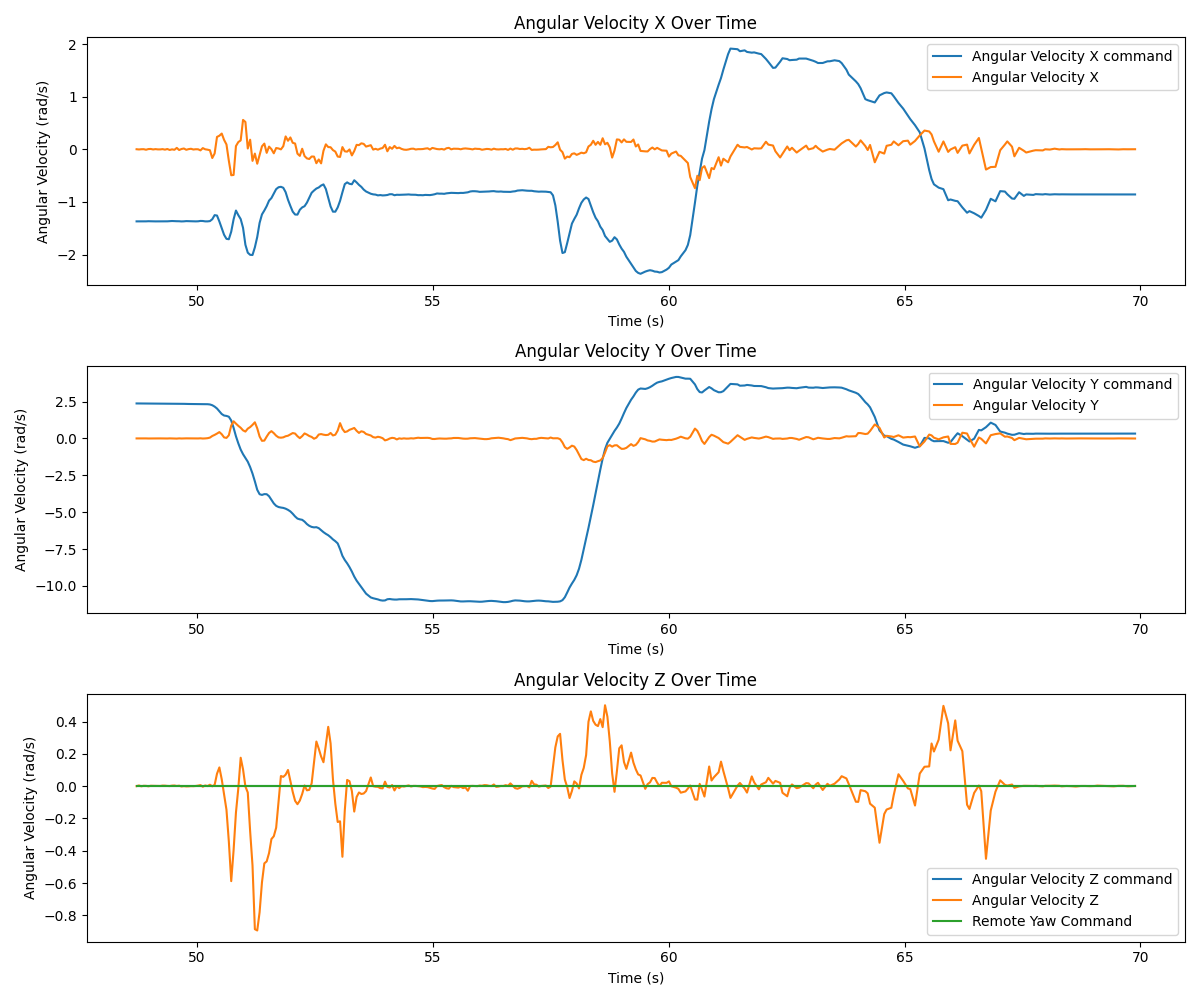 Angular Velocity X Over Time
Angular Velocity (rad/s)
2
1
0
−1
−2
Angular Velocity X command
Angular Velocity X
50 55 60 65 70
Time (s)
Angular Velocity Y Over Time
Angular Velocity (rad/s)
2.5
0.0
−2.5
−5.0
−7.5
−10.0
Angular Velocity Y command
Angular Velocity Y
50 55 60 65 70
Time (s)
Angular Velocity Z Over Time
Angular Velocity (rad/s)
0.4
0.2
0.0
−0.2
−0.4
−0.6
−0.8
Angular Velocity Z command
Angular Velocity Z
Remote Yaw Command
50 55 60 65 70
Time (s)